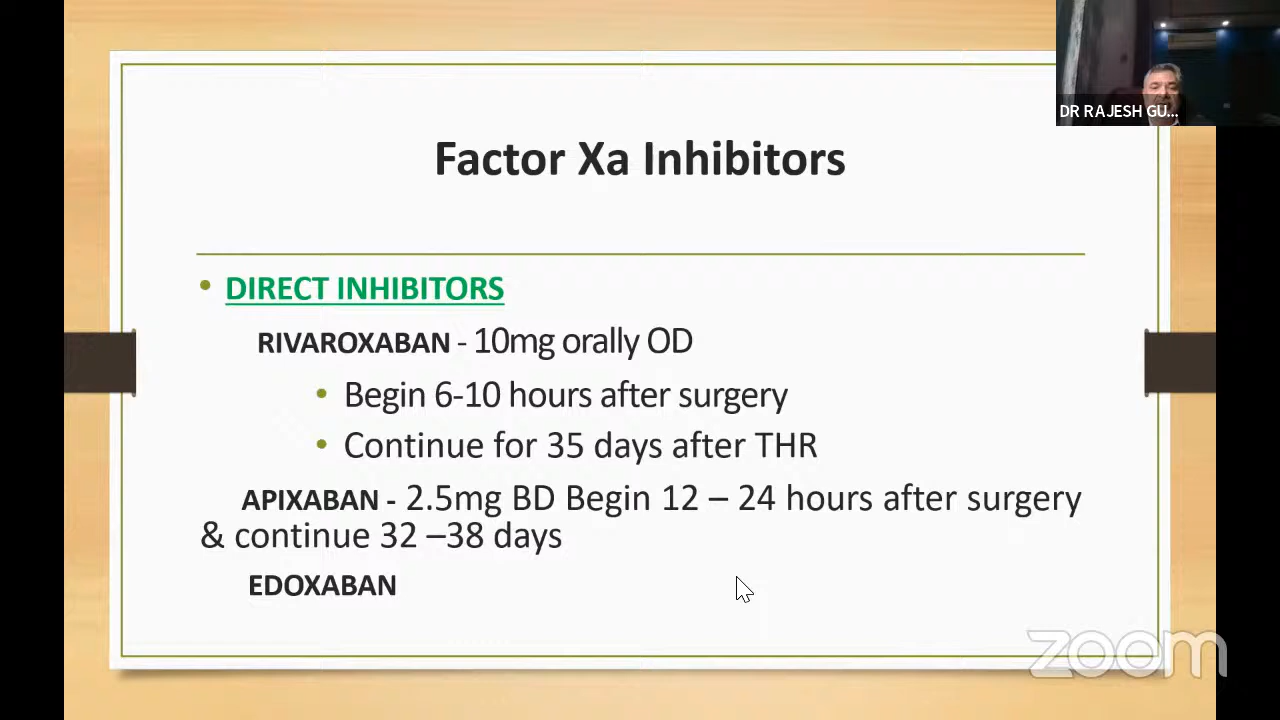 DR RAJESH GU...
Factor Xa Inhibitors
• DIRECT INHIBITORS
RIVAROXABAN - 10mg orally OD
• Begin 6-10 hours after surgery
• Continue for 35 days after THR
APIXABAN - 2.5mg BD Begin 12 – 24 hours after surgery
& continue 32 –38 days
EDOXABAN
zoom